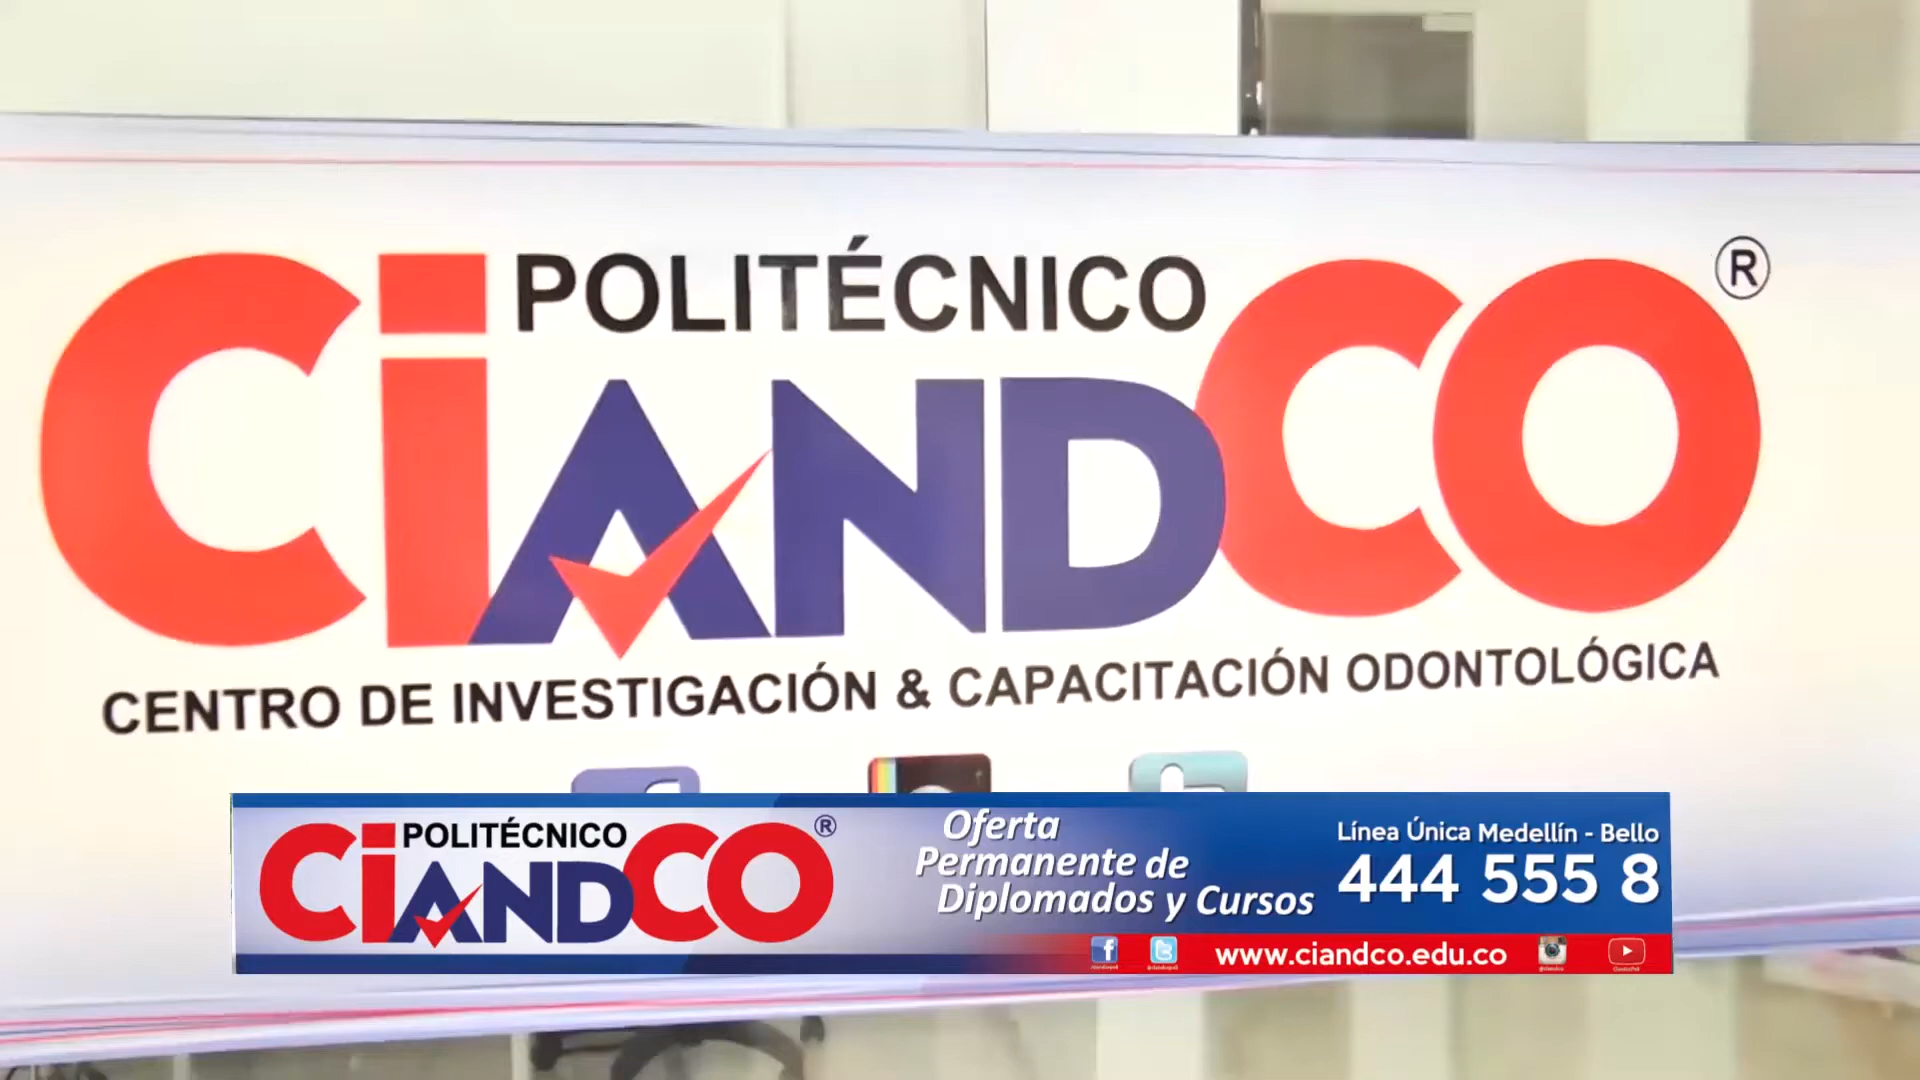 POLITÉCNICO
CiANDCO®
CENTRO DE INVESTIGACIÓN & CAPACITACIÓN ODONTOLÓGICA
POLITÉCNICO
CiANDCO®
Oferta
Permanente de
Diplomados y Cursos
Línea Única Medellín - Bello
444 555 8
www.ciandco.edu.co